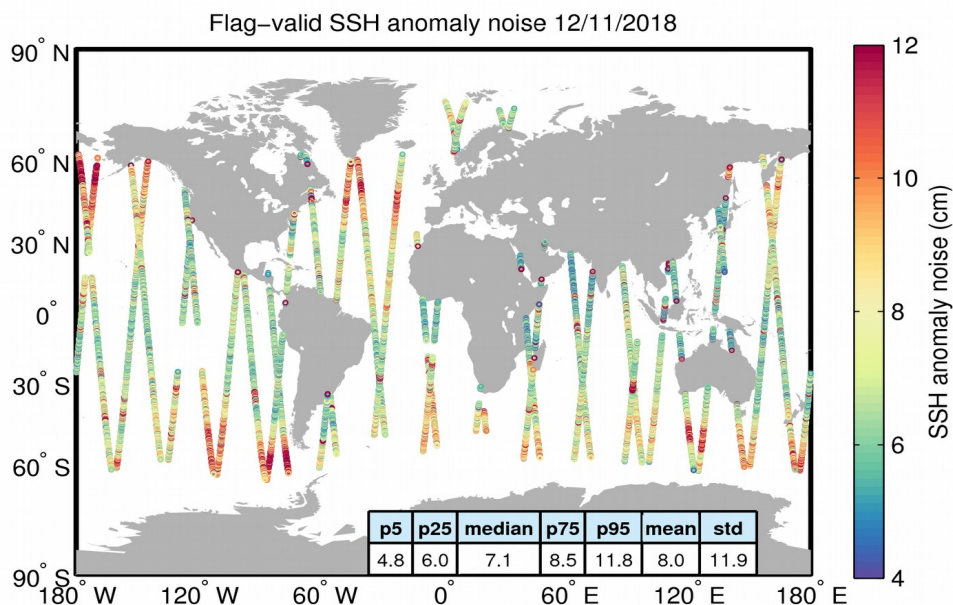 Flag–valid SSH anomaly noise 12/11/2018
90° N
60° N
30° N
0°
30° S
60° S
90° S
180° W
120° W
60° W
0°
60° E
120° E
180° E
p5 p25 median p75 p95 mean std
4.8 6.0 7.1 8.5 11.8 8.0 11.9
12
10
8
6
4
SSH anomaly noise (cm)